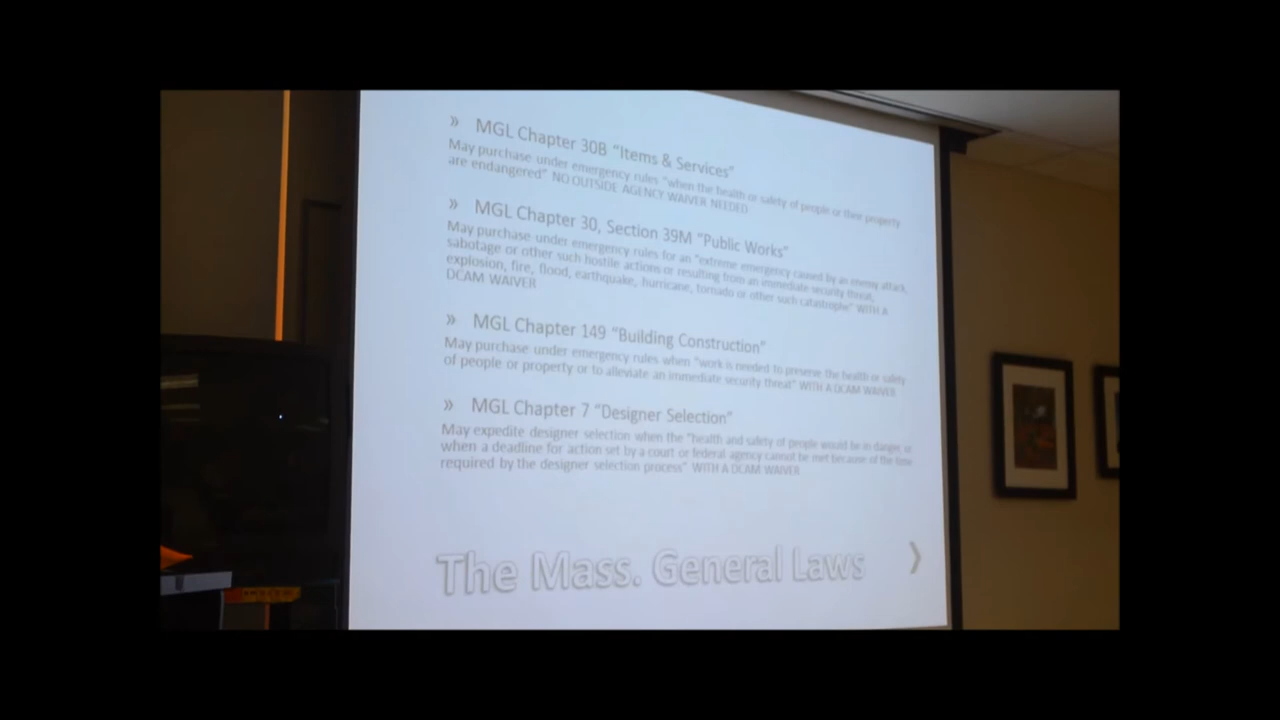 » MGL Chapter 30B “Items & Services”
May purchase under emergency rules “when the health or safety of people or their property
are endangered” NO OUTSIDE AGENCY WAIVER NEEDED
» MGL Chapter 30, Section 39M “Public Works”
May purchase under emergency rules for an “extreme emergency caused by an enemy attack,
sabotage or other such hostile actions or resulting from an immediate security threat,
explosion, fire, flood, earthquake, hurricane, tornado or other such catastrophe” WITH A
DCAM WAIVER
» MGL Chapter 149 “Building Construction”
May purchase under emergency rules when “work is needed to preserve the health or safety
of people or property or to alleviate an immediate security threat” WITH A DCAM WAIVER
» MGL Chapter 7 “Designer Selection”
May expedite designer selection when the “health and safety of people would be in danger or
when a deadline for action set by a court or federal agency cannot be met because of the time
required by the designer selection process” WITH A DCAM WAIVER
The Mass. General Laws